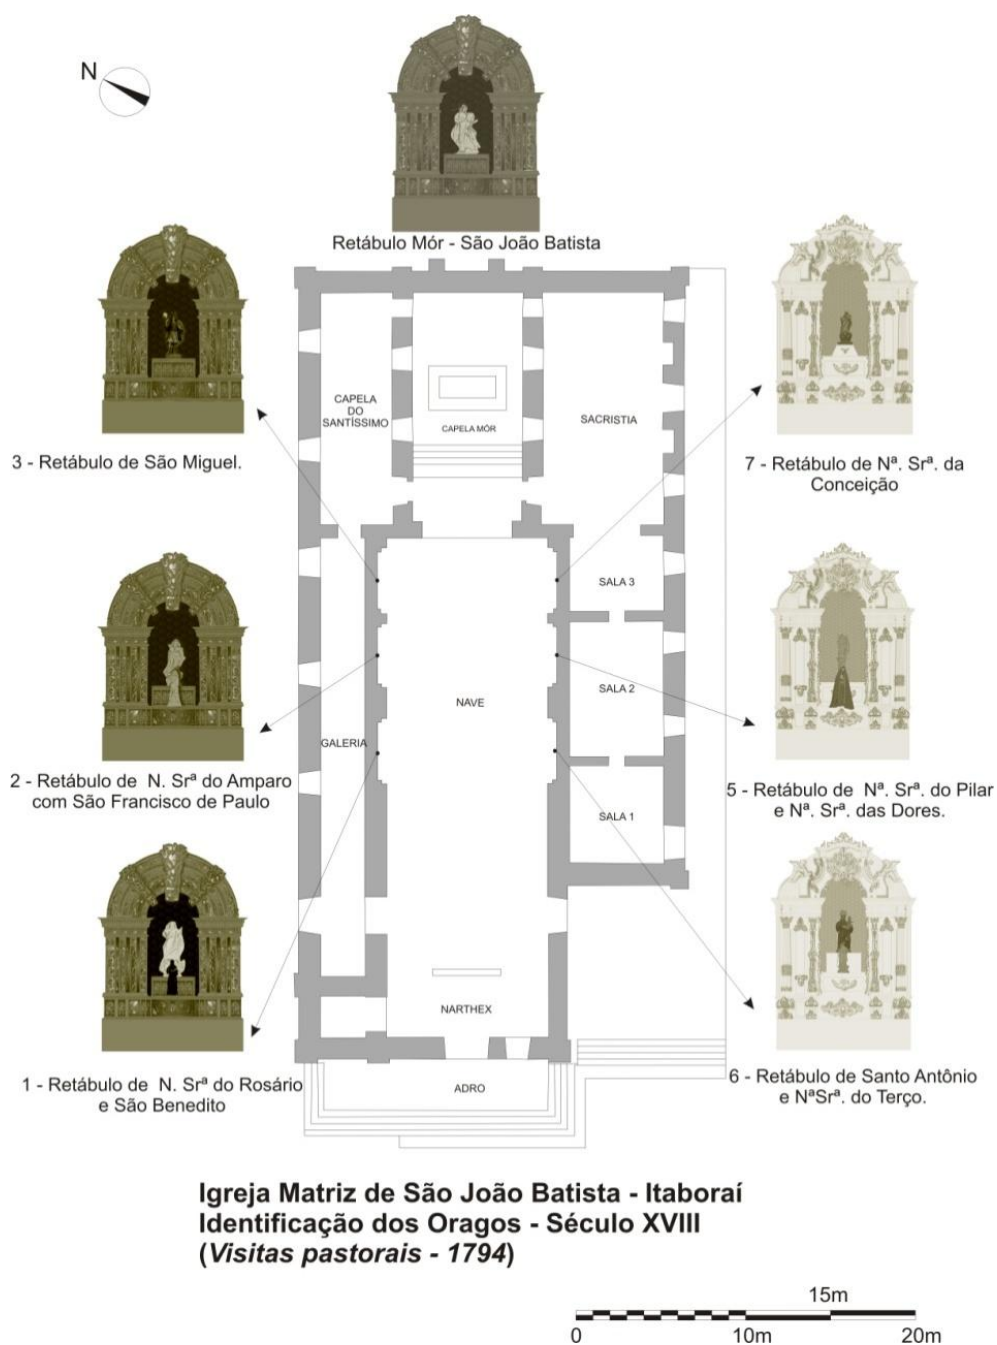 N
Retábulo Mór - São João Batista
3 - Retábulo de São Miguel.
7 - Retábulo de Nª. Srª. da
Conceição
CAPELA
DO
SANTÍSSIMO
CAPELA MÓR
SACRISTIA
SALA 3
2 - Retábulo de N. Srª do Amparo
com São Francisco de Paulo
5 - Retábulo de Nª. Srª. do Pilar
e Nª. Srª. das Dores.
SALA 2
NAVE
GALERIA
SALA 1
1 - Retábulo de N. Srª do Rosário
e São Benedito
6 - Retábulo de Santo Antônio
e NªSrª. do Terço.
NARTHEX
ADRO
Igreja Matriz de São João Batista - Itaboraí
Identificação dos Oragos - Século XVIII
(Visitas pastorais - 1794)
15m
0 10m 20m